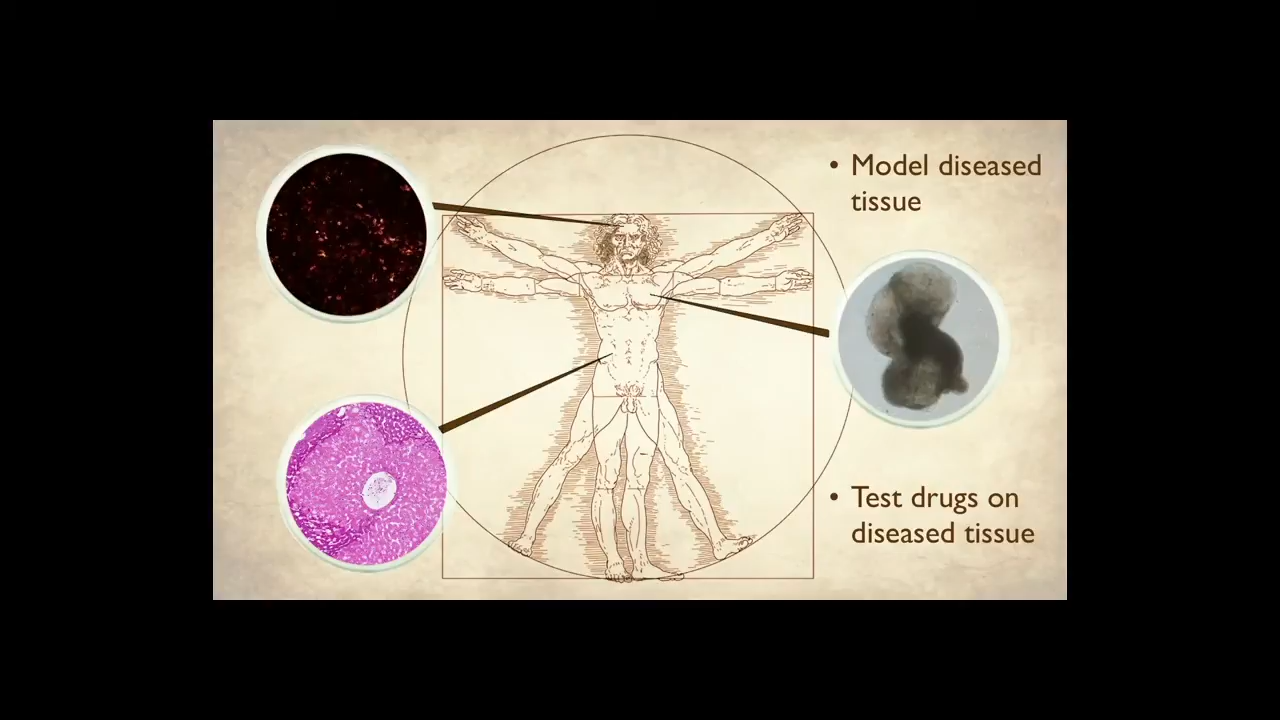 • Model diseased
tissue
• Test drugs on
diseased tissue